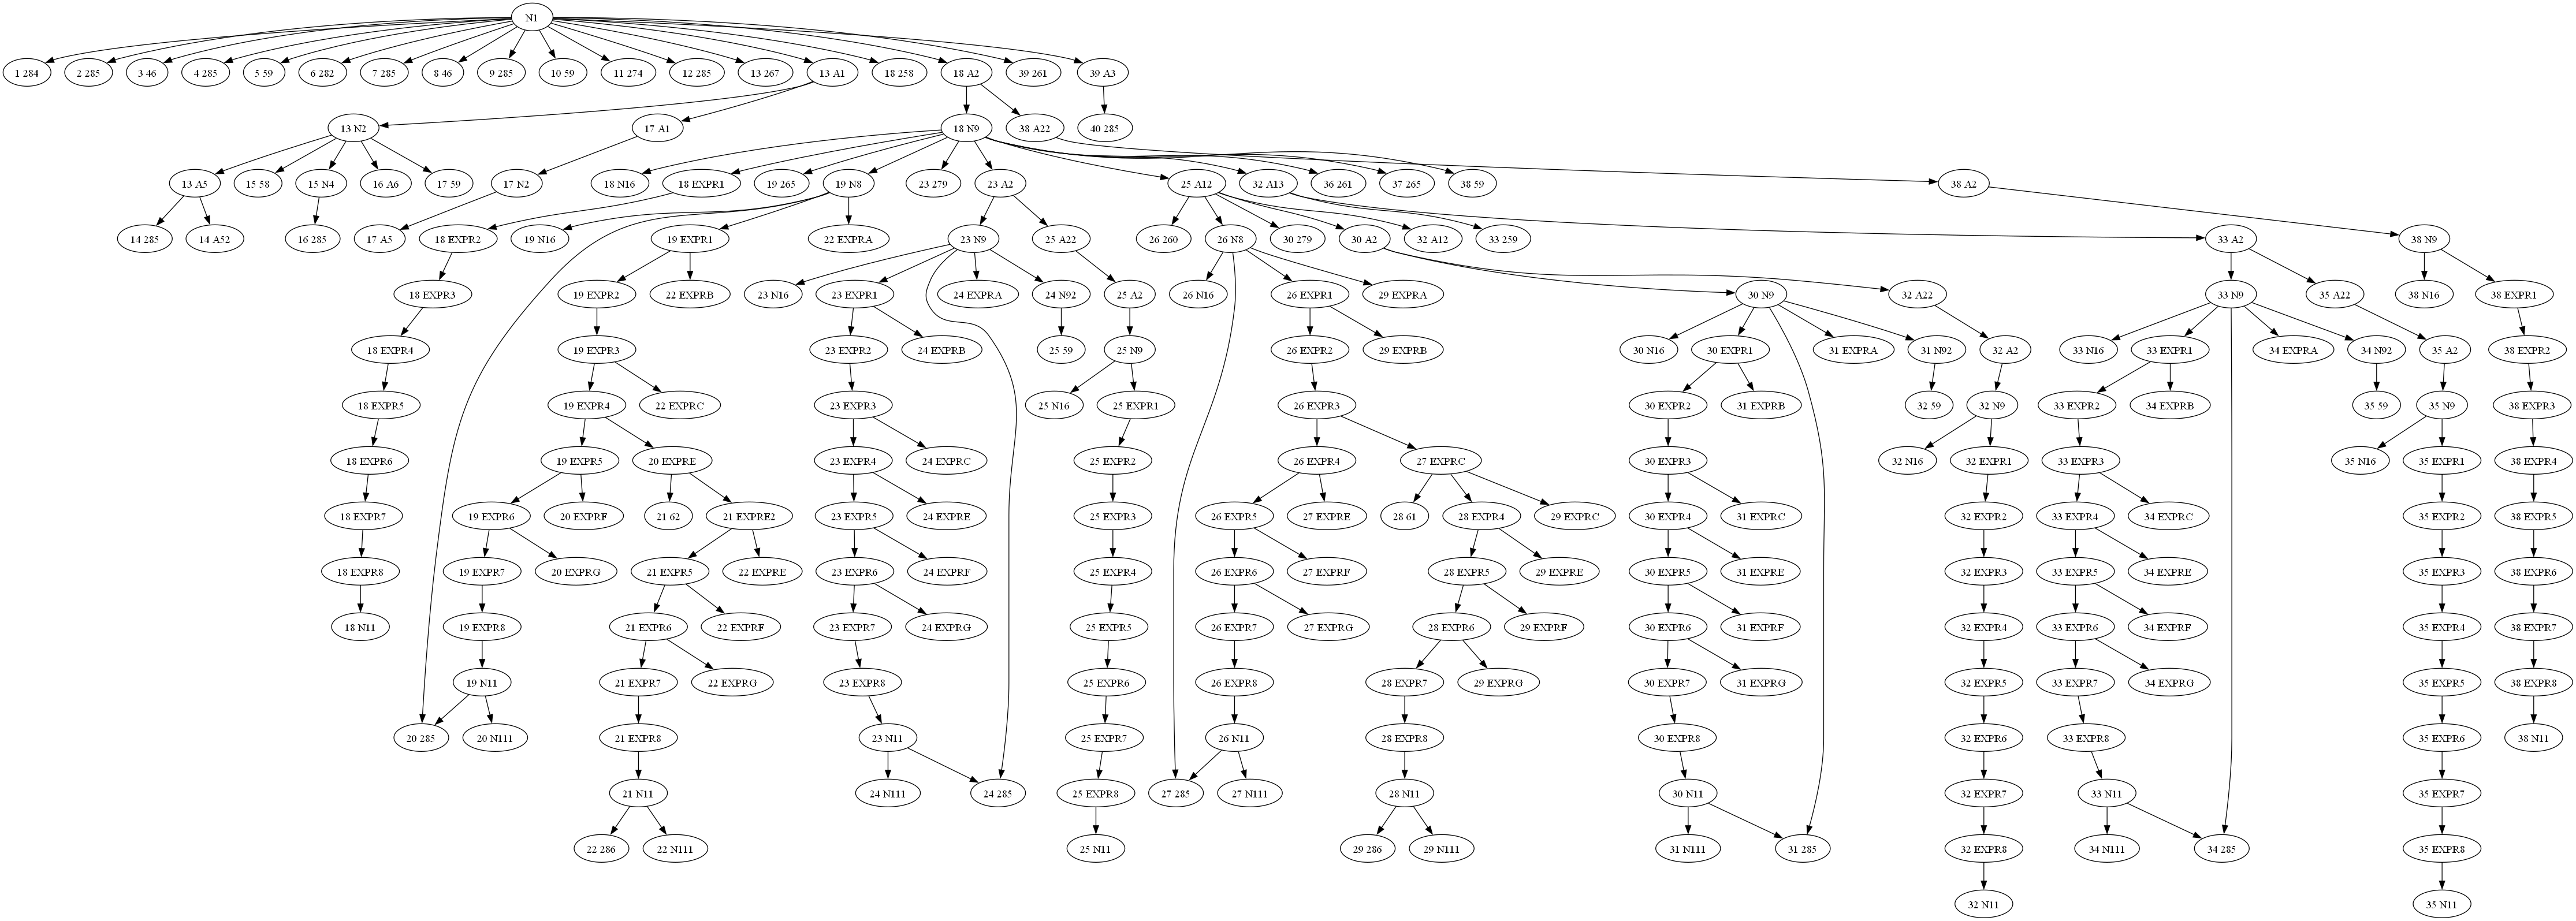 N1
1 284
2 285
3 46
4 285
5 59
6 282
7 285
8 46
9 285
10 59
11 274
12 285
13 267
13 A1
18 258
18 A2
39 261
39 A3
13 N2
17 A1
18 N9
38 A22
40 285
13 A5
15 58
15 N4
16 A6
17 59
17 N2
18 N16
18 EXPR1
19 265
19 N8
23 279
23 A2
25 A12
32 A13
36 261
37 265
38 59
38 A2
14 285
14 A52
16 285
17 A5
18 EXPR2
19 N16
19 EXPR1
22 EXPRA
23 N9
25 A22
26 260
26 N8
30 279
30 A2
32 A12
33 259
33 A2
38 N9
18 EXPR3
19 EXPR2
22 EXPRB
23 N16
23 EXPR1
24 EXPRA
24 N92
25 A2
26 N16
26 EXPR1
29 EXPRA
30 N9
32 A22
33 N9
35 A22
38 N16
38 EXPR1
18 EXPR4
19 EXPR3
23 EXPR2
24 EXPRB
25 59
25 N9
26 EXPR2
29 EXPRB
30 N16
30 EXPR1
31 EXPRA
31 N92
32 A2
33 N16
33 EXPR1
34 EXPRA
34 N92
35 A2
38 EXPR2
18 EXPR5
19 EXPR4
22 EXPRC
23 EXPR3
25 N16
25 EXPR1
26 EXPR3
30 EXPR2
31 EXPRB
32 59
32 N9
33 EXPR2
34 EXPRB
35 59
35 N9
38 EXPR3
18 EXPR6
19 EXPR5
20 EXPRE
23 EXPR4
24 EXPRC
25 EXPR2
26 EXPR4
27 EXPRC
30 EXPR3
32 N16
32 EXPR1
33 EXPR3
35 N16
35 EXPR1
38 EXPR4
18 EXPR7
19 EXPR6
20 EXPRF
21 62
21 EXPRE2
23 EXPR5
24 EXPRE
25 EXPR3
26 EXPR5
27 EXPRE
28 61
28 EXPR4
29 EXPRC
30 EXPR4
31 EXPRC
32 EXPR2
33 EXPR4
34 EXPRC
35 EXPR2
38 EXPR5
18 EXPR8
19 EXPR7
20 EXPRG
21 EXPR5
22 EXPRE
23 EXPR6
24 EXPRF
25 EXPR4
26 EXPR6
27 EXPRF
28 EXPR5
29 EXPRE
30 EXPR5
31 EXPRE
32 EXPR3
33 EXPR5
34 EXPRE
35 EXPR3
38 EXPR6
18 N11
19 EXPR8
21 EXPR6
22 EXPRF
23 EXPR7
24 EXPRG
25 EXPR5
26 EXPR7
27 EXPRG
28 EXPR6
29 EXPRF
30 EXPR6
31 EXPRF
32 EXPR4
33 EXPR6
34 EXPRF
35 EXPR4
38 EXPR7
19 N11
21 EXPR7
22 EXPRG
23 EXPR8
25 EXPR6
26 EXPR8
28 EXPR7
29 EXPRG
30 EXPR7
31 EXPRG
32 EXPR5
33 EXPR7
34 EXPRG
35 EXPR5
38 EXPR8
20 285
20 N111
21 EXPR8
23 N11
25 EXPR7
26 N11
28 EXPR8
30 EXPR8
32 EXPR6
33 EXPR8
35 EXPR6
38 N11
21 N11
24 N111
24 285
25 EXPR8
27 285
27 N111
28 N11
30 N11
32 EXPR7
33 N11
35 EXPR7
22 286
22 N111
25 N11
29 286
29 N111
31 N111
31 285
32 EXPR8
34 N111
34 285
35 EXPR8
32 N11
35 N11